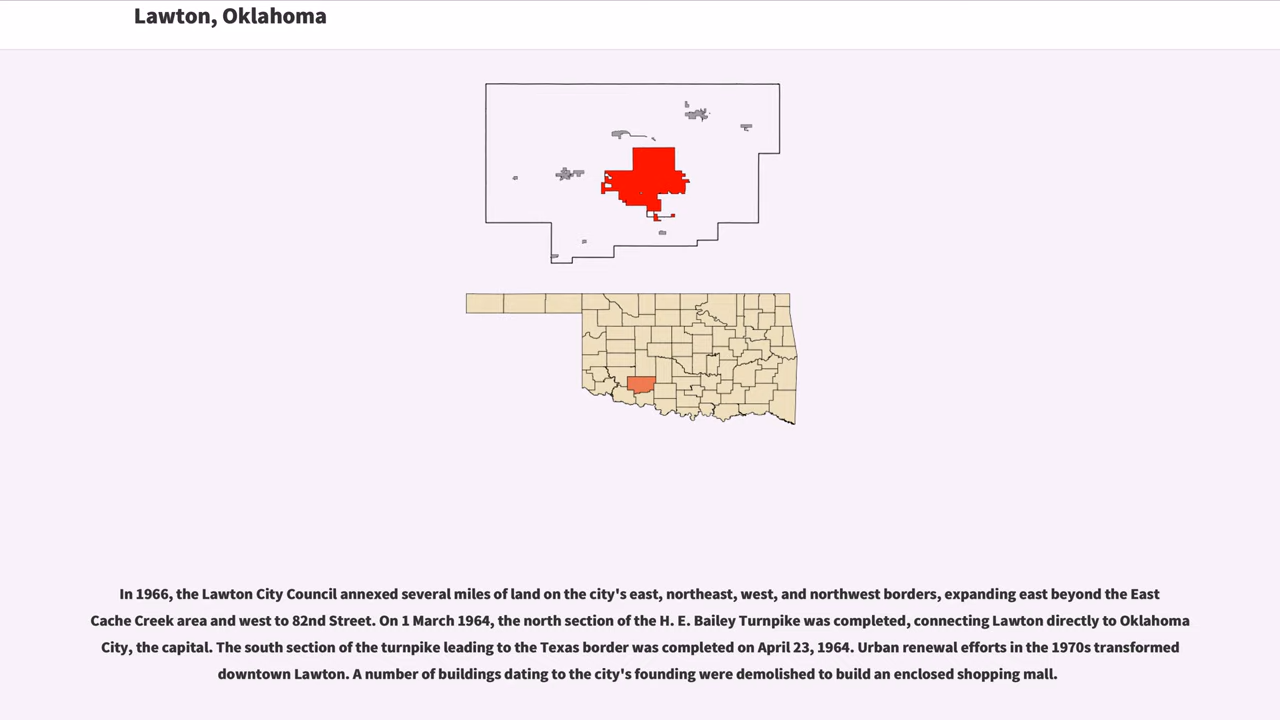 Lawton, Oklahoma
In 1966, the Lawton City Council annexed several miles of land on the city's east, northeast, west, and northwest borders, expanding east beyond the East
Cache Creek area and west to 82nd Street. On 1 March 1964, the north section of the H. E. Bailey Turnpike was completed, connecting Lawton directly to Oklahoma
City, the capital. The south section of the turnpike leading to the Texas border was completed on April 23, 1964. Urban renewal efforts in the 1970s transformed
downtown Lawton. A number of buildings dating to the city's founding were demolished to build an enclosed shopping mall.